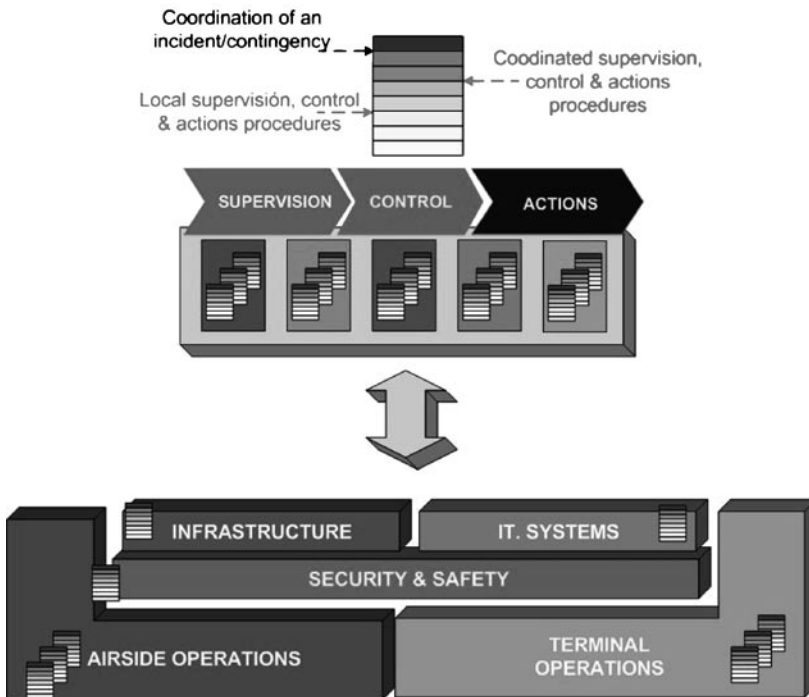 Coordination of an
incident/contingency
Coodinated supervision,
control & actions
procedures
Local supervisión, control
& actions procedures
SUPERVISION
CONTROL
ACTIONS
INFRASTRUCTURE
IT. SYSTEMS
SECURITY & SAFETY
AIRSIDE OPERATIONS
TERMINAL
OPERATIONS